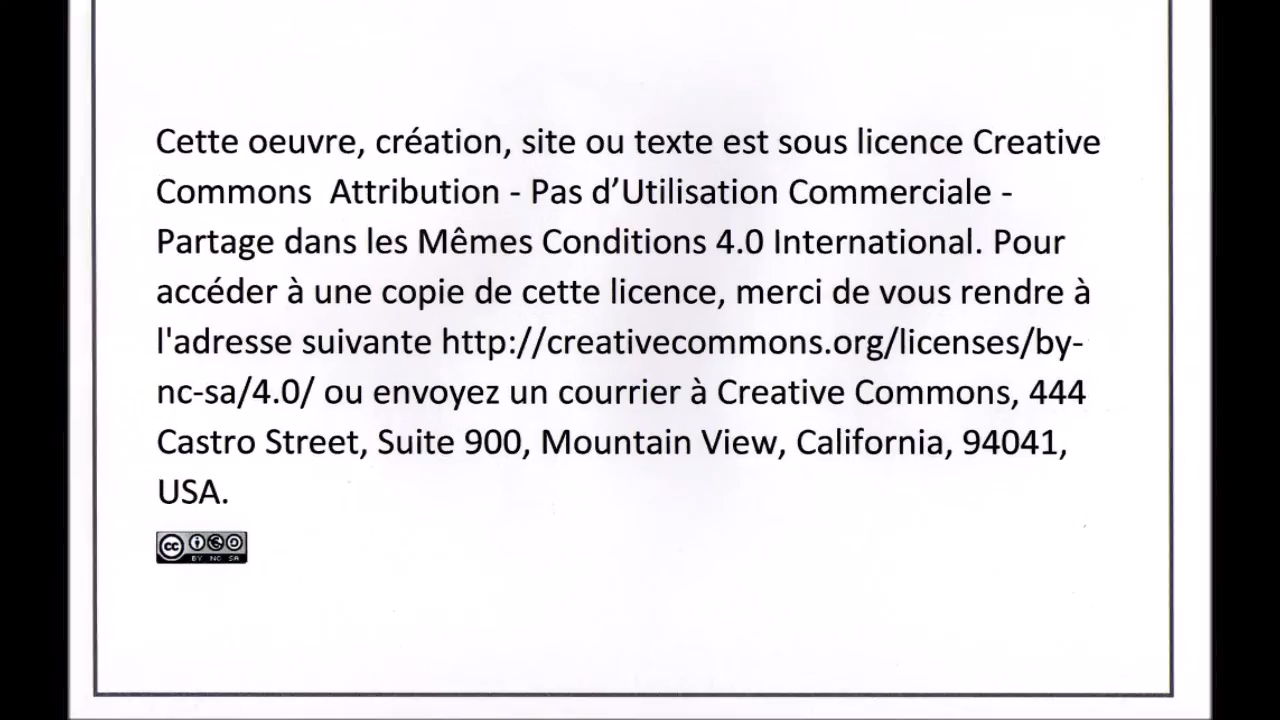 Cette oeuvre, création, site ou texte est sous licence Creative
Commons  Attribution - Pas d’Utilisation Commerciale -
Partage dans les Mêmes Conditions 4.0 International. Pour
accéder à une copie de cette licence, merci de vous rendre à
l'adresse suivante http://creativecommons.org/licenses/by-
nc-sa/4.0/ ou envoyez un courrier à Creative Commons, 444
Castro Street, Suite 900, Mountain View, California, 94041,
USA.
cc
BY NC SA